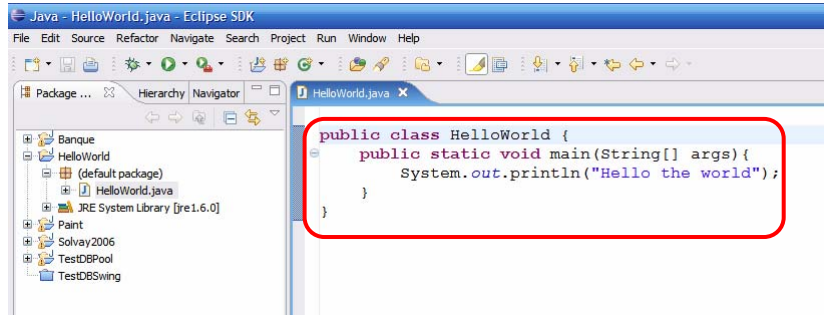 Java - HelloWorld.java - Eclipse SDK
File Edit Source Refactor Navigate Search Project Run Window Help
Package ... Hierarchy Navigator
HelloWorld.java
Banque
HelloWorld
(default package)
HelloWorld.java
JRE System Library [jre1.6.0]
Paint
Solvay2006
TestDBPool
TestDBSwing
public class HelloWorld {
public static void main(String[] args){
System.out.println("Hello the world");
}
}